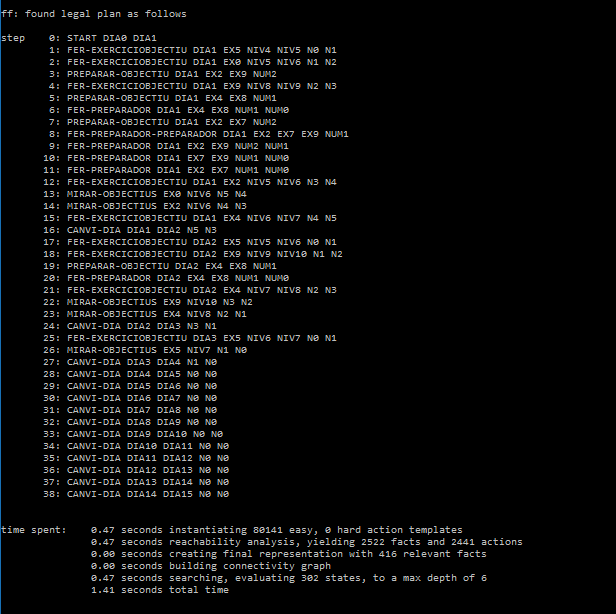 ff: found legal plan as follows
step    0: START DIA0 DIA1
        1: FER-EXERCICIOBJECTIU DIA1 EX5 NIV4 NIV5 N0 N1
        2: FER-EXERCICIOBJECTIU DIA1 EX0 NIV5 NIV6 N1 N2
        3: PREPARAR-OBJECTIU DIA1 EX2 EX9 NUM2
        4: FER-EXERCICIOBJECTIU DIA1 EX9 NIV8 NIV9 N2 N3
        5: PREPARAR-OBJECTIU DIA1 EX4 EX8 NUM1
        6: FER-PREPARADOR DIA1 EX4 EX8 NUM1 NUM0
        7: PREPARAR-OBJECTIU DIA1 EX2 EX7 NUM2
        8: FER-PREPARADOR-PREPARADOR DIA1 EX2 EX7 EX9 NUM1
        9: FER-PREPARADOR DIA1 EX2 EX9 NUM2 NUM1
       10: FER-PREPARADOR DIA1 EX7 EX9 NUM1 NUM0
       11: FER-PREPARADOR DIA1 EX2 EX7 NUM1 NUM0
       12: FER-EXERCICIOBJECTIU DIA1 EX2 NIV5 NIV6 N3 N4
       13: MIRAR-OBJECTIUS EX0 NIV6 N5 N4
       14: MIRAR-OBJECTIUS EX2 NIV6 N4 N3
       15: FER-EXERCICIOBJECTIU DIA1 EX4 NIV6 NIV7 N4 N5
       16: CANVI-DIA DIA1 DIA2 N5 N3
       17: FER-EXERCICIOBJECTIU DIA2 EX5 NIV5 NIV6 N0 N1
       18: FER-EXERCICIOBJECTIU DIA2 EX9 NIV9 NIV10 N1 N2
       19: PREPARAR-OBJECTIU DIA2 EX4 EX8 NUM1
       20: FER-PREPARADOR DIA2 EX4 EX8 NUM1 NUM0
       21: FER-EXERCICIOBJECTIU DIA2 EX4 NIV7 NIV8 N2 N3
       22: MIRAR-OBJECTIUS EX9 NIV10 N3 N2
       23: MIRAR-OBJECTIUS EX4 NIV8 N2 N1
       24: CANVI-DIA DIA2 DIA3 N3 N1
       25: FER-EXERCICIOBJECTIU DIA3 EX5 NIV6 NIV7 N0 N1
       26: MIRAR-OBJECTIUS EX5 NIV7 N1 N0
       27: CANVI-DIA DIA3 DIA4 N1 N0
       28: CANVI-DIA DIA4 DIA5 N0 N0
       29: CANVI-DIA DIA5 DIA6 N0 N0
       30: CANVI-DIA DIA6 DIA7 N0 N0
       31: CANVI-DIA DIA7 DIA8 N0 N0
       32: CANVI-DIA DIA8 DIA9 N0 N0
       33: CANVI-DIA DIA9 DIA10 N0 N0
       34: CANVI-DIA DIA10 DIA11 N0 N0
       35: CANVI-DIA DIA11 DIA12 N0 N0
       36: CANVI-DIA DIA12 DIA13 N0 N0
       37: CANVI-DIA DIA13 DIA14 N0 N0
       38: CANVI-DIA DIA14 DIA15 N0 N0
time spent:    0.47 seconds instantiating 80141 easy, 0 hard action templates
               0.47 seconds reachability analysis, yielding 2522 facts and 2441 actions
               0.00 seconds creating final representation with 416 relevant facts
               0.00 seconds building connectivity graph
               0.47 seconds searching, evaluating 302 states, to a max depth of 6
               1.41 seconds total time